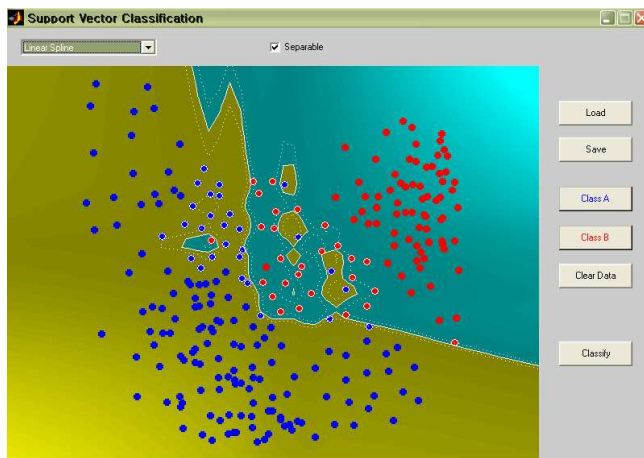 Support Vector Classification
Linear Spline
Separable
Load
Save
Class A
Class B
Clear Data
Classify